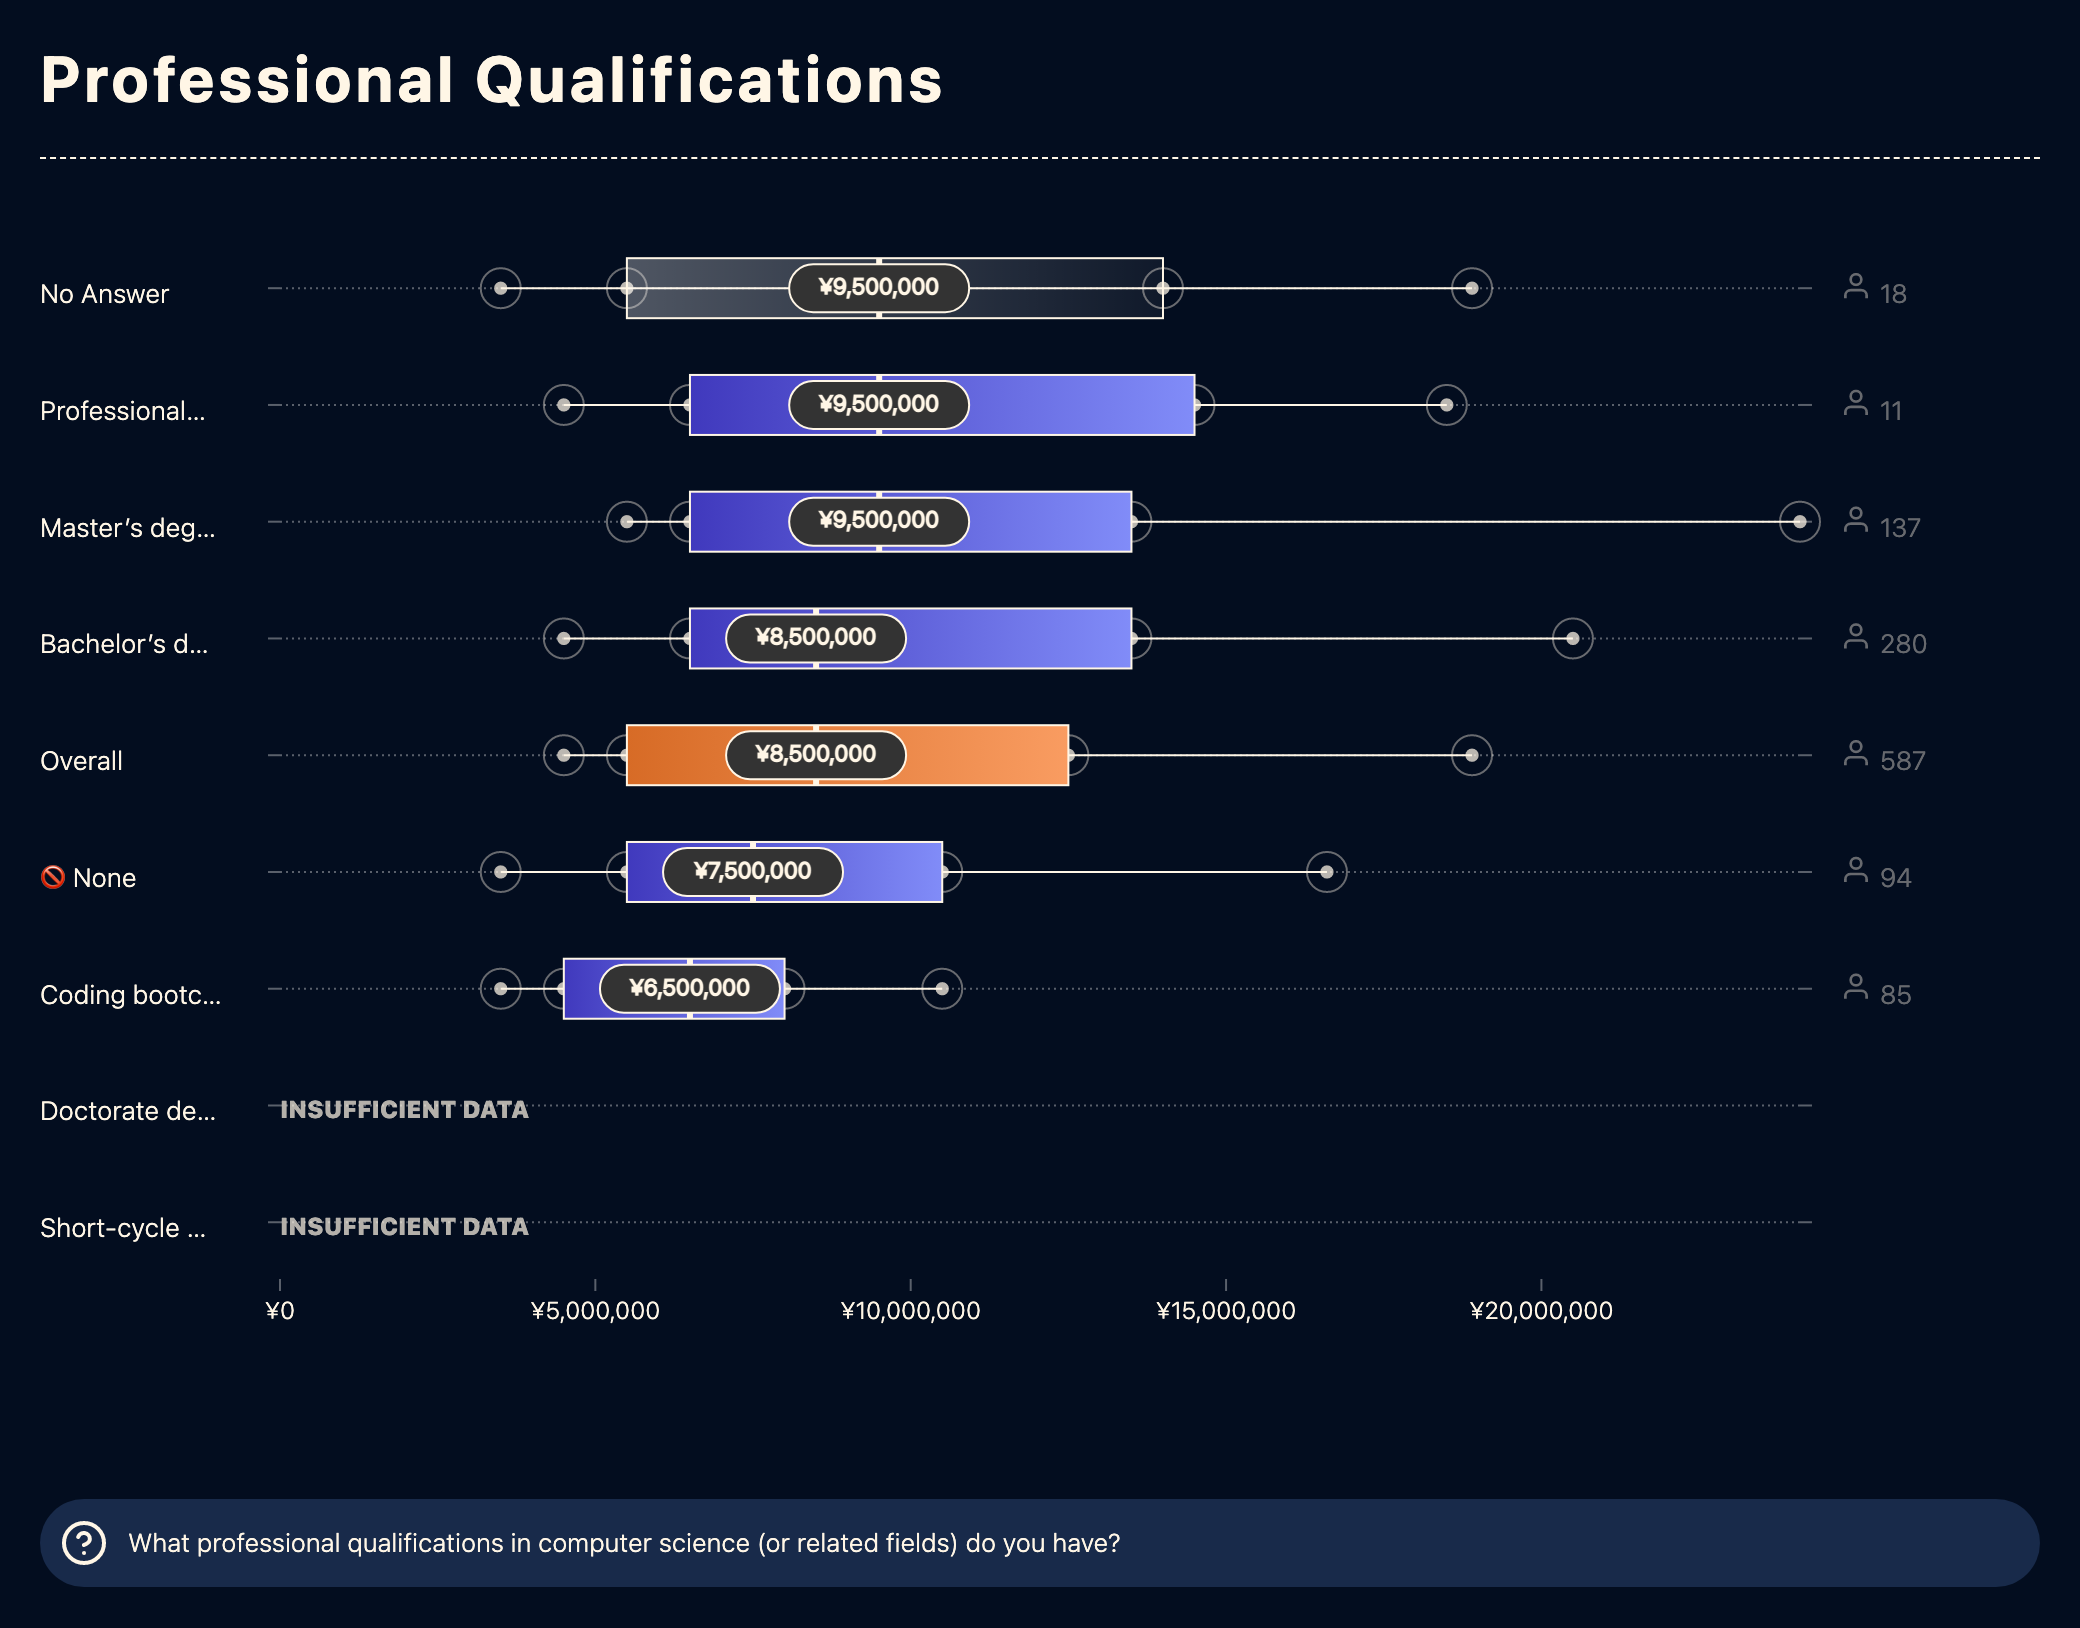 Professional Qualifications
No Answer ¥9,500,000 18
Professional... ¥9,500,000 11
Master’s deg... ¥9,500,000 137
Bachelor’s d... ¥8,500,000 280
Overall ¥8,500,000 587
🚫 None ¥7,500,000 94
Coding bootc... ¥6,500,000 85
Doctorate de... INSUFFICIENT DATA
Short-cycle ... INSUFFICIENT DATA
¥0 ¥5,000,000 ¥10,000,000 ¥15,000,000 ¥20,000,000
What professional qualifications in computer science (or related fields) do you have?